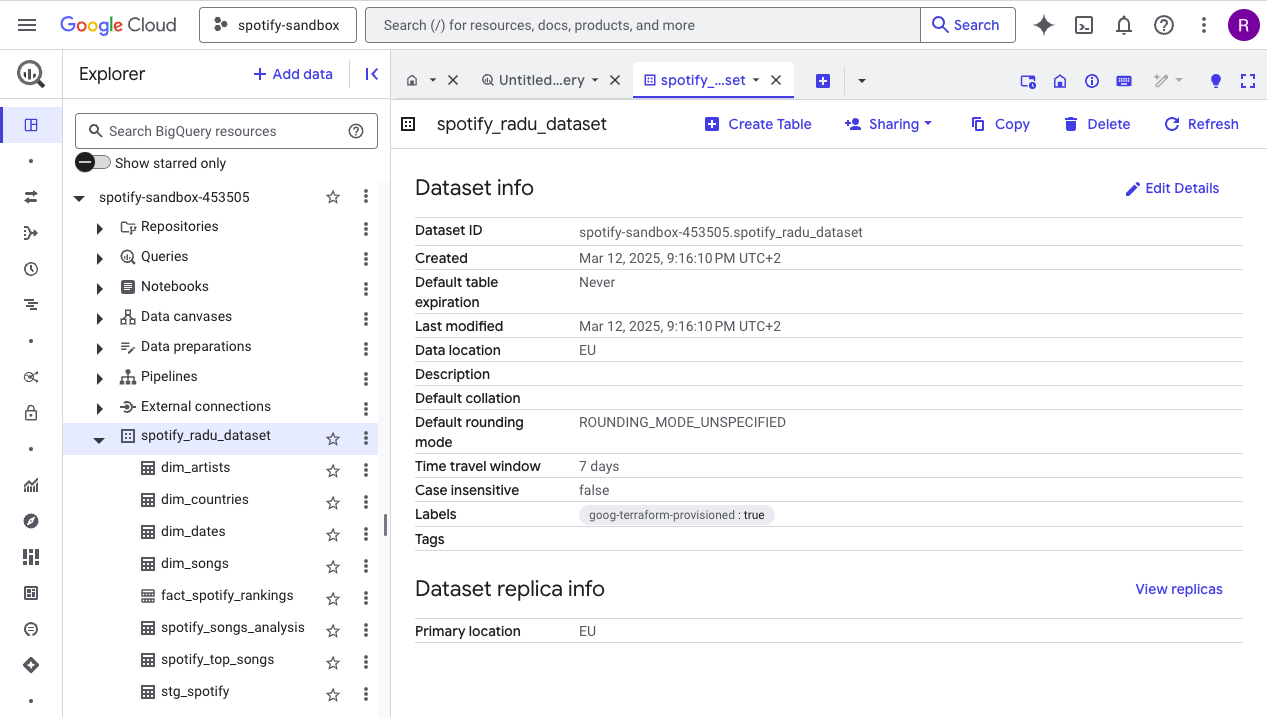 Google Cloud
spotify-sandbox
Search (/) for resources, docs, products, and more
Search
R
Explorer
Add data
Untitled...ery
spotify_...set
Search BigQuery resources
Show starred only
spotify-sandbox-453505
Repositories
Queries
Notebooks
Data canvases
Data preparations
Pipelines
External connections
spotify_radu_dataset
dim_artists
dim_countries
dim_dates
dim_songs
fact_spotify_rankings
spotify_songs_analysis
spotify_top_songs
stg_spotify
spotify_radu_dataset
Create Table
Sharing
Copy
Delete
Refresh
Dataset info
Edit Details
Dataset ID
spotify-sandbox-453505.spotify_radu_dataset
Created
Mar 12, 2025, 9:16:10 PM UTC+2
Default table
expiration
Never
Last modified
Mar 12, 2025, 9:16:10 PM UTC+2
Data location
EU
Description
Default collation
Default rounding
mode
ROUNDING_MODE_UNSPECIFIED
Time travel window
7 days
Case insensitive
false
Labels
goog-terraform-provisioned : true
Tags
Dataset replica info
View replicas
Primary location
EU